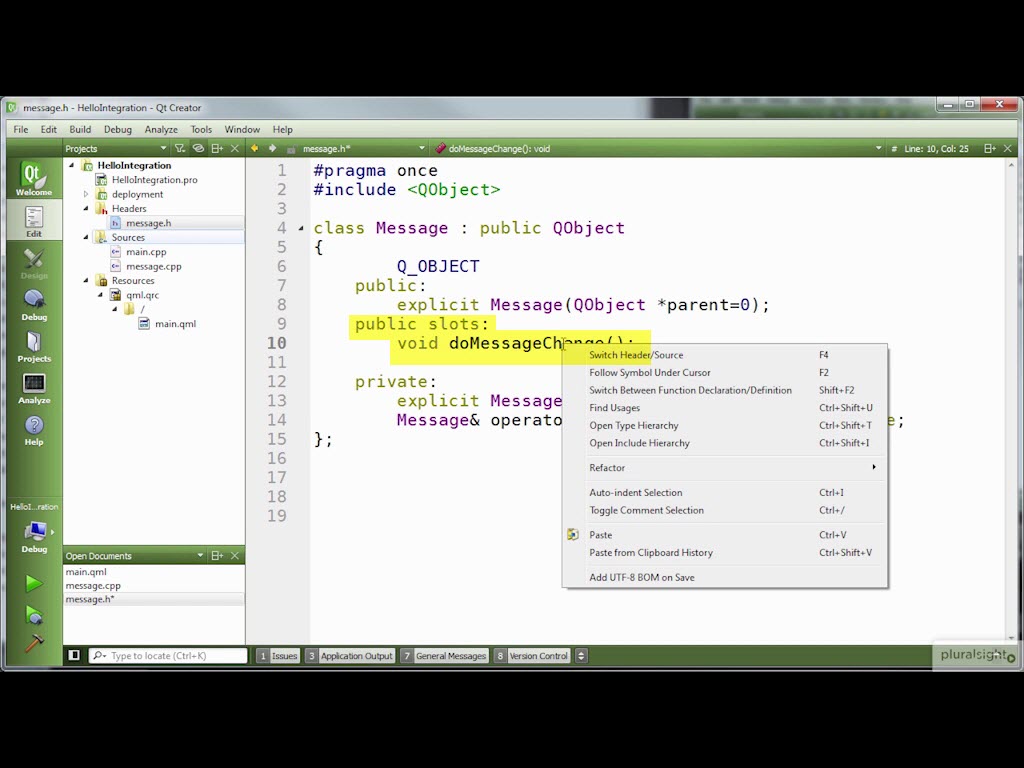 message.h - HelloIntegration - Qt Creator
File Edit Build Debug Analyze Tools Window Help
Projects message.h* doMessageChange(): void # Line: 10, Col: 25
Welcome
Edit
Design
Debug
Projects
Analyze
Help
HelloI...ration
Debug
HelloIntegration
HelloIntegration.pro
deployment
Headers
message.h
Sources
main.cpp
message.cpp
Resources
qml.qrc
/
main.qml
Open Documents
main.qml
message.cpp
message.h*
1 #pragma once
2 #include <QObject>
3
4 class Message : public QObject
5 {
6 Q_OBJECT
7 public:
8 explicit Message(QObject *parent=0);
9 public slots:
10 void doMessageChange();
11
12 private:
13 explicit Message
14 Message& operato e;
15 };
16
17
18
19
Switch Header/Source F4
Follow Symbol Under Cursor F2
Switch Between Function Declaration/Definition Shift+F2
Find Usages Ctrl+Shift+U
Open Type Hierarchy Ctrl+Shift+T
Open Include Hierarchy Ctrl+Shift+I
Refactor
Auto-indent Selection Ctrl+I
Toggle Comment Selection Ctrl+/
Paste Ctrl+V
Paste from Clipboard History Ctrl+Shift+V
Add UTF-8 BOM on Save
Type to locate (Ctrl+K) 1 Issues 3 Application Output 7 General Messages 8 Version Control
pluralsight